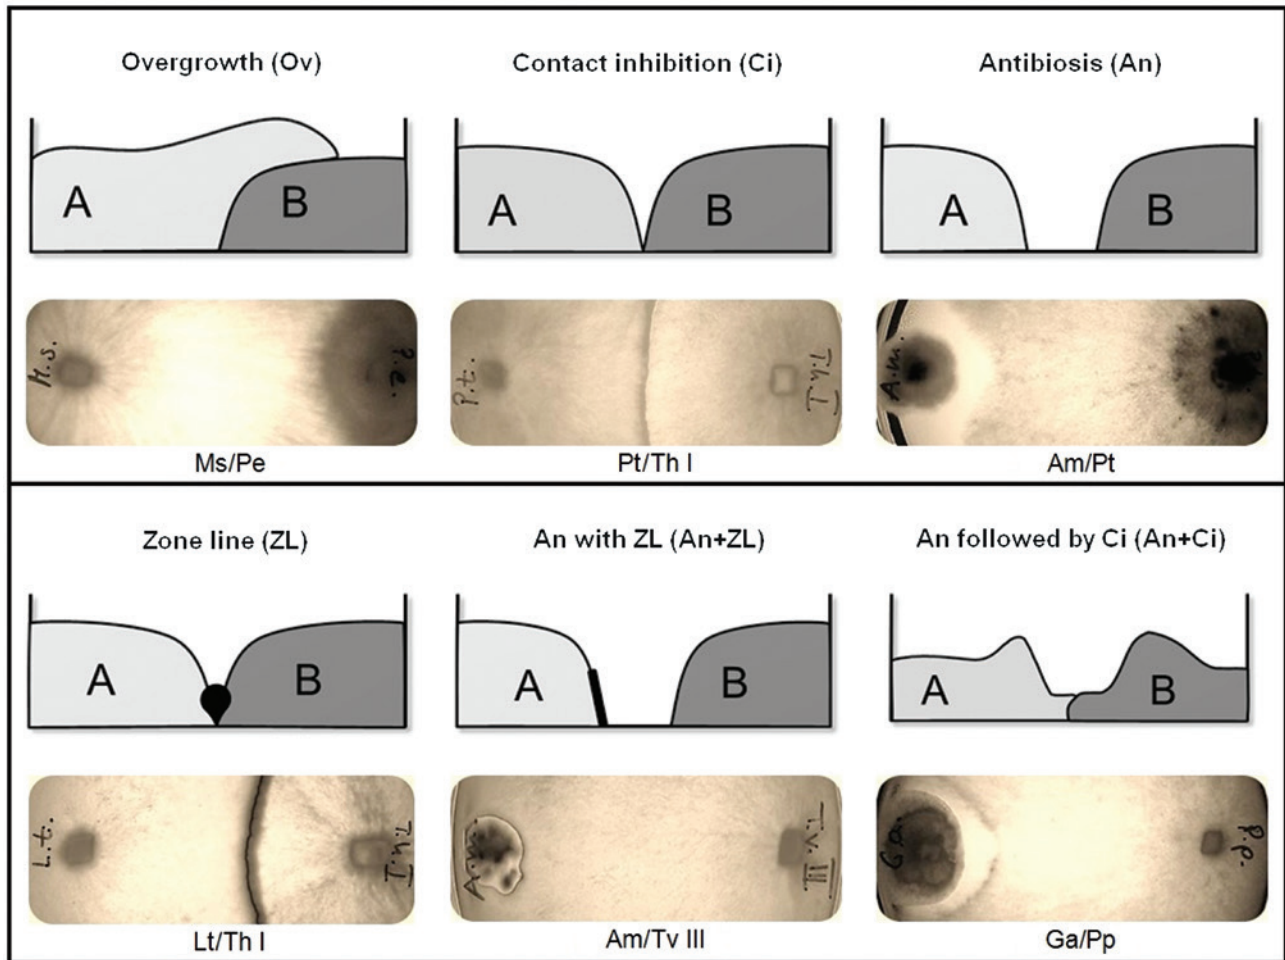 Overgrowth (Ov)
Contact inhibition (Ci)
Antibiosis (An)
A
B
A
B
A
B
M.s.
P.e.
P.t.
T.h.I
A.m.
Ms/Pe
Pt/Th I
Am/Pt
Zone line (ZL)
An with ZL (An+ZL)
An followed by Ci (An+Ci)
A
B
A
B
A
B
L.t.
T.h.I
A.m.
T.v.III
G.a.
P.p.
Lt/Th I
Am/Tv III
Ga/Pp